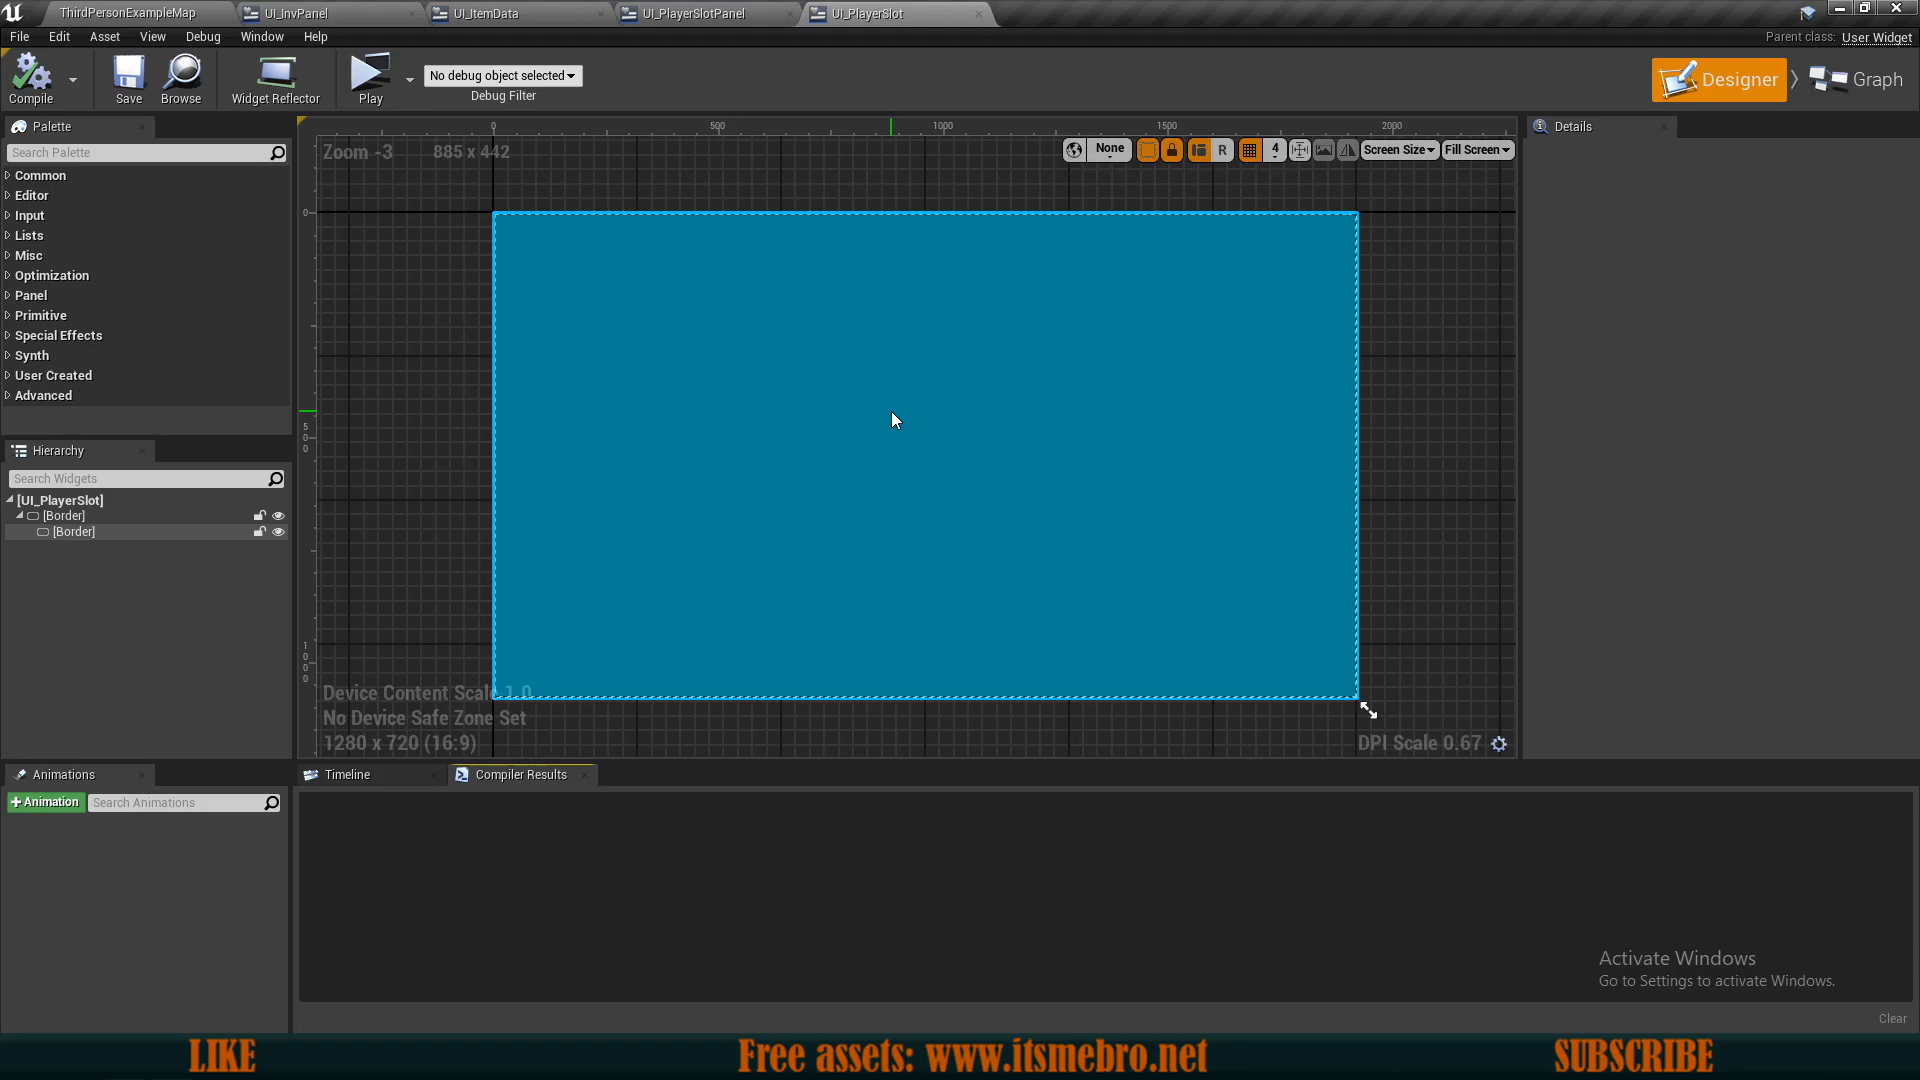 ThirdPersonExampleMap
UI_InvPanel
UI_ItemData
UI_PlayerSlotPanel
UI_PlayerSlot
File Edit Asset View Debug Window Help
Parent class: User Widget
Compile
Save
Browse
Widget Reflector
Play
No debug object selected
Debug Filter
Designer
Graph
Palette
Search Palette
Common
Editor
Input
Lists
Misc
Optimization
Panel
Primitive
Special Effects
Synth
User Created
Advanced
Hierarchy
Search Widgets
[UI_PlayerSlot]
[Border]
[Border]
0 500 1000 1500 2000
Zoom -3 885 x 442
None
R
4
Screen Size
Fill Screen
0
500
1000
Device Content Scale 1.0
No Device Safe Zone Set
1280 x 720 (16:9)
DPI Scale 0.67
Details
Animations
+Animation
Search Animations
Timeline
Compiler Results
Activate Windows
Go to Settings to activate Windows.
Clear
LIKE
Free assets: www.itsmebro.net
SUBSCRIBE